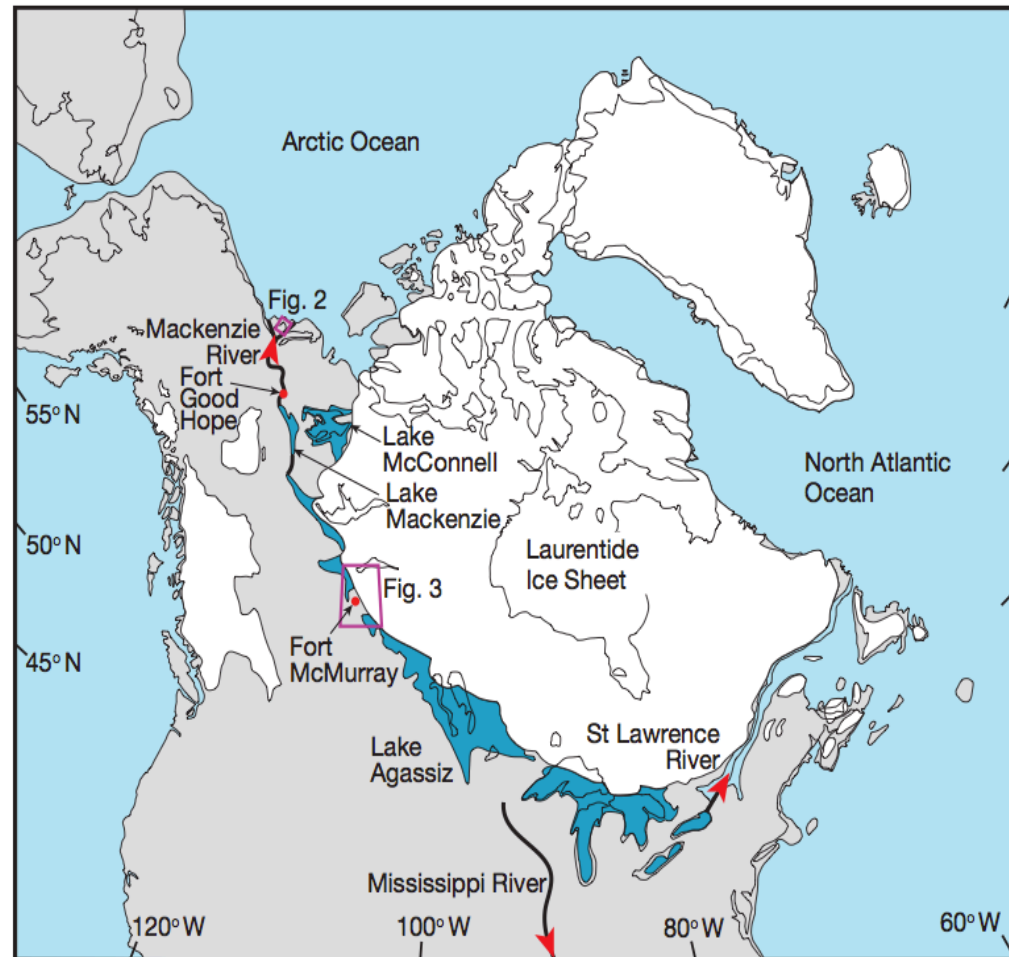 Arctic Ocean
Fig. 2
Mackenzie
River
Fort
Good
Hope
55° N
Lake
McConnell
Lake
Mackenzie
North Atlantic
Ocean
50° N
Laurentide
Ice Sheet
Fig. 3
Fort
McMurray
45° N
St Lawrence
River
Lake
Agassiz
Mississippi River
120° W
100° W
80° W
60° W